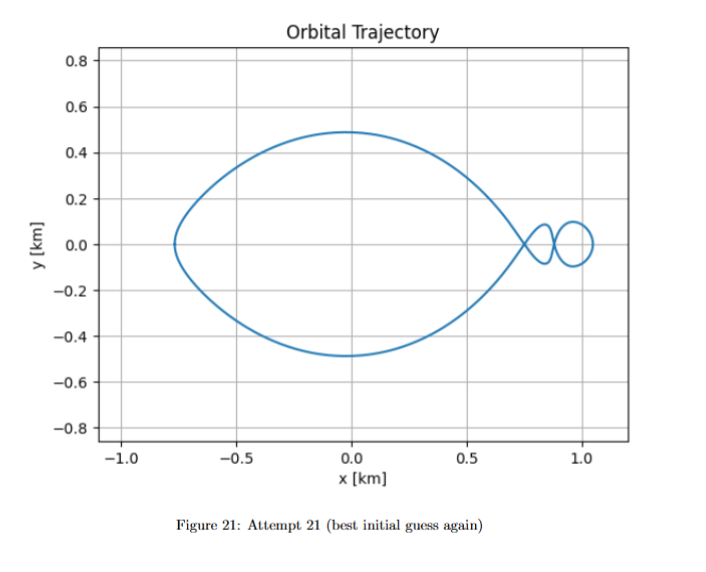 Orbital Trajectory
0.8
0.6
0.4
0.2
0.0
−0.2
−0.4
−0.6
−0.8
y [km]
−1.0 −0.5 0.0 0.5 1.0
x [km]
Figure 21: Attempt 21 (best initial guess again)